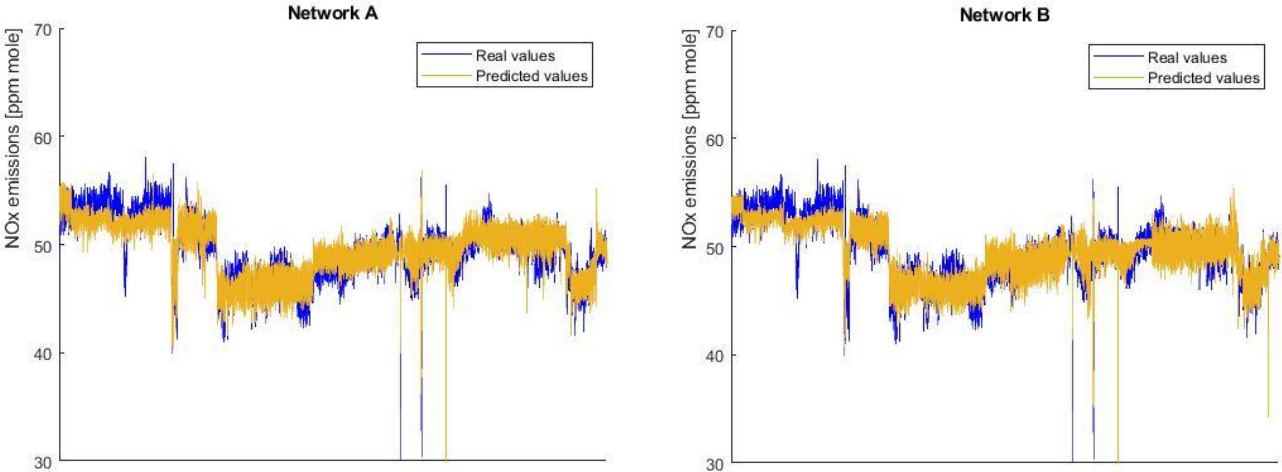 Network A
NOx emissions [ppm mole]
70
60
50
40
30
Real values
Predicted values
Network B
NOx emissions [ppm mole]
70
60
50
40
30
Real values
Predicted values